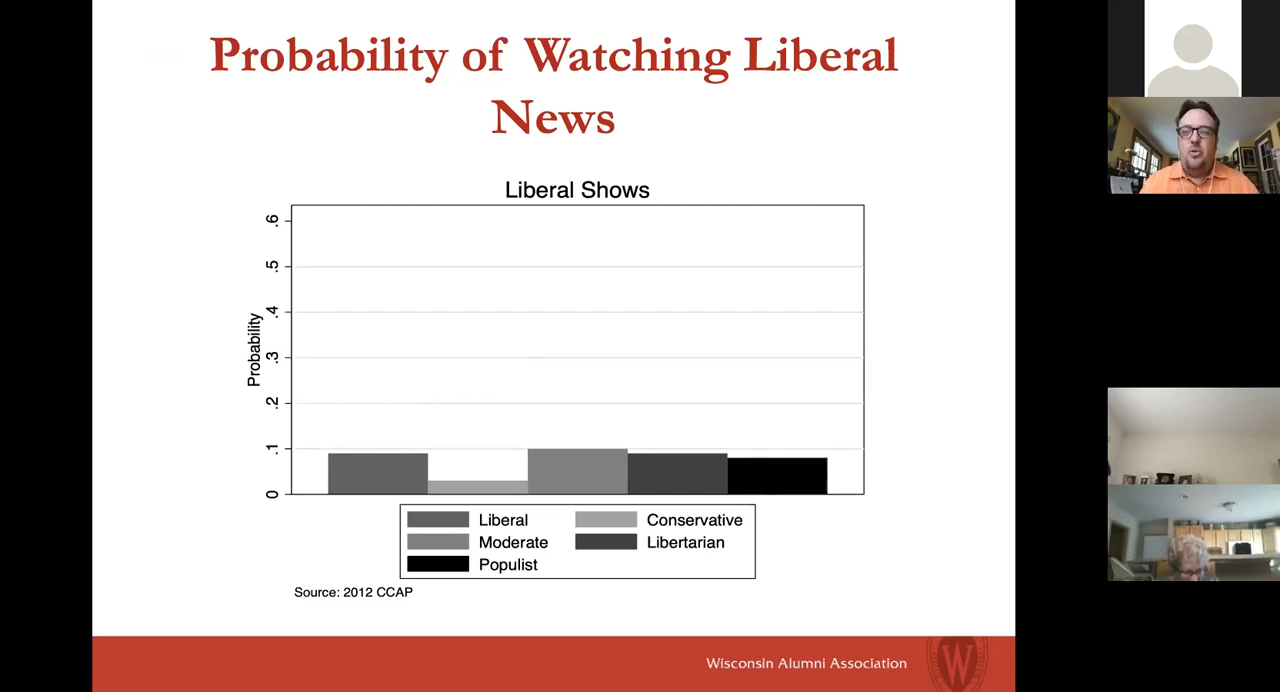 Probability of Watching Liberal
News
Liberal Shows
Probability
.6
.5
.4
.3
.2
.1
0
Liberal Conservative
Moderate Libertarian
Populist
Source: 2012 CCAP
Wisconsin Alumni Association
W